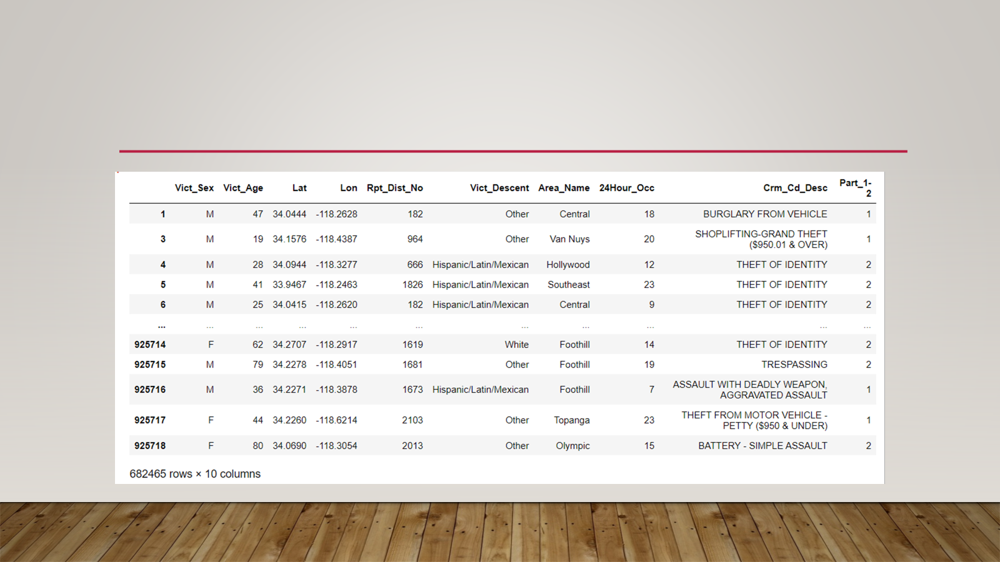 Vict_Sex Vict_Age Lat Lon Rpt_Dist_No Vict_Descent Area_Name 24Hour_Occ Crm_Cd_Desc Part_1-
2
1 M 47 34.0444 -118.2628 182 Other Central 18 BURGLARY FROM VEHICLE 1
3 M 19 34.1576 -118.4387 964 Other Van Nuys 20 SHOPLIFTING-GRAND THEFT
($950.01 & OVER) 1
4 M 28 34.0944 -118.3277 666 Hispanic/Latin/Mexican Hollywood 12 THEFT OF IDENTITY 2
5 M 41 33.9467 -118.2463 1826 Hispanic/Latin/Mexican Southeast 23 THEFT OF IDENTITY 2
6 M 25 34.0415 -118.2620 182 Hispanic/Latin/Mexican Central 9 THEFT OF IDENTITY 2
... ... ... ... ... ... ... ... ... ... ...
925714 F 62 34.2707 -118.2917 1619 White Foothill 14 THEFT OF IDENTITY 2
925715 M 79 34.2278 -118.4051 1681 Other Foothill 19 TRESPASSING 2
925716 M 36 34.2271 -118.3878 1673 Hispanic/Latin/Mexican Foothill 7 ASSAULT WITH DEADLY WEAPON,
AGGRAVATED ASSAULT 1
925717 F 44 34.2260 -118.6214 2103 Other Topanga 23 THEFT FROM MOTOR VEHICLE -
PETTY ($950 & UNDER) 1
925718 F 80 34.0690 -118.3054 2013 Other Olympic 15 BATTERY - SIMPLE ASSAULT 2
682465 rows × 10 columns